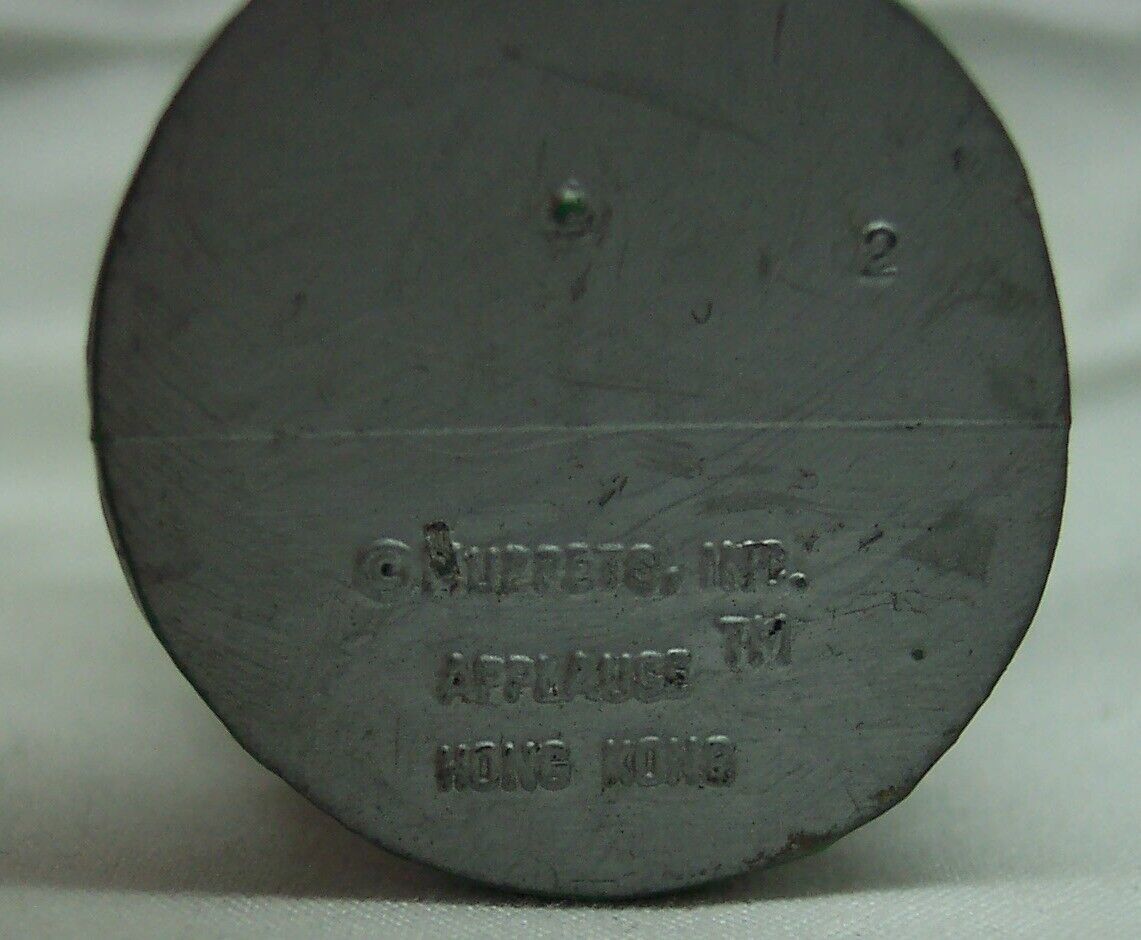 2
© MUPPETS, INC.
APPLAUSE ™
HONG KONG